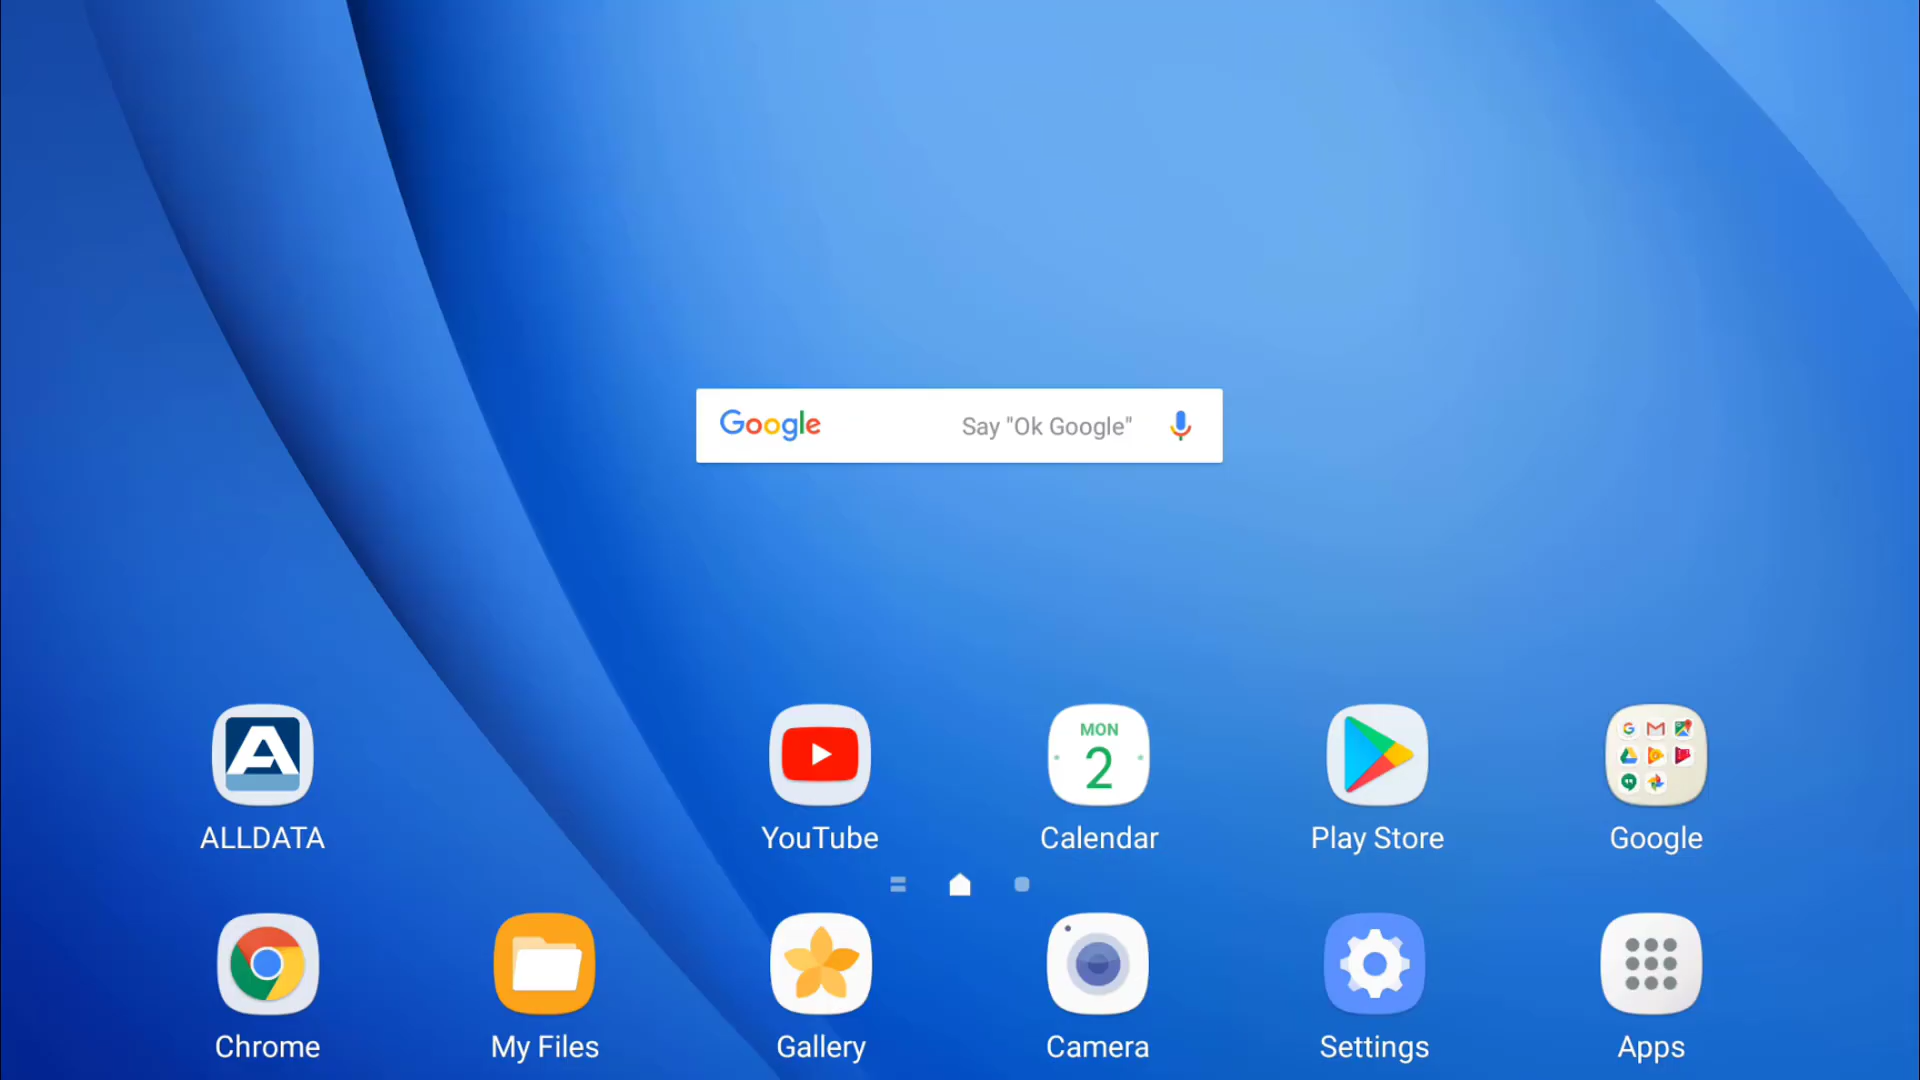 Google Say "Ok Google"
MON
2
ALLDATA YouTube Calendar Play Store Google
Chrome My Files Gallery Camera Settings Apps